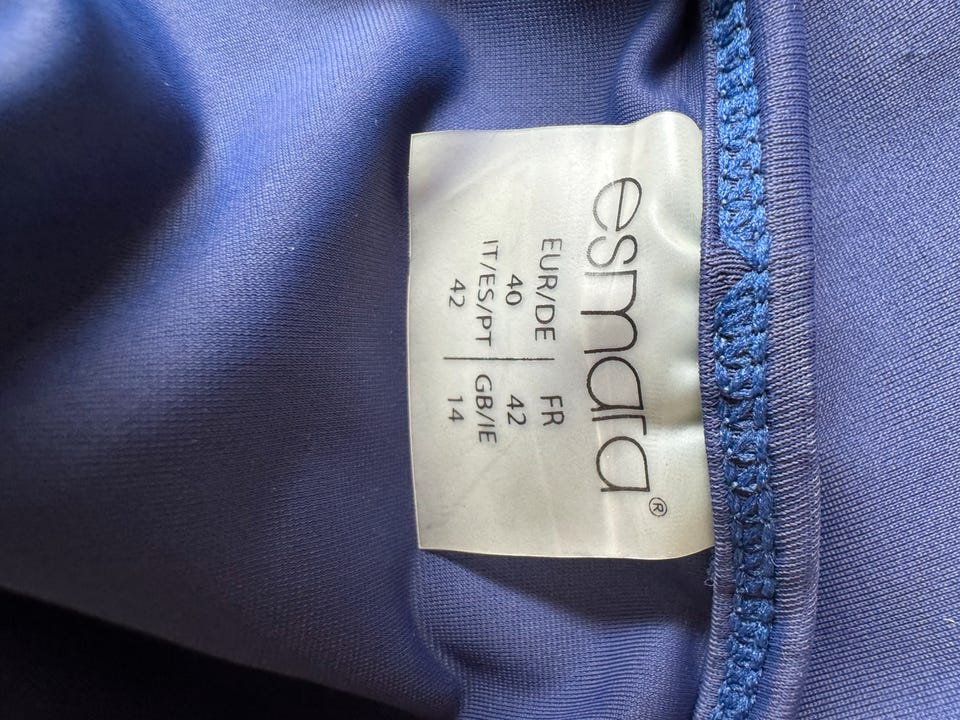 esmara®
EUR/DE | FR
40 | 42
IT/ES/PT | GB/IE
42 | 14